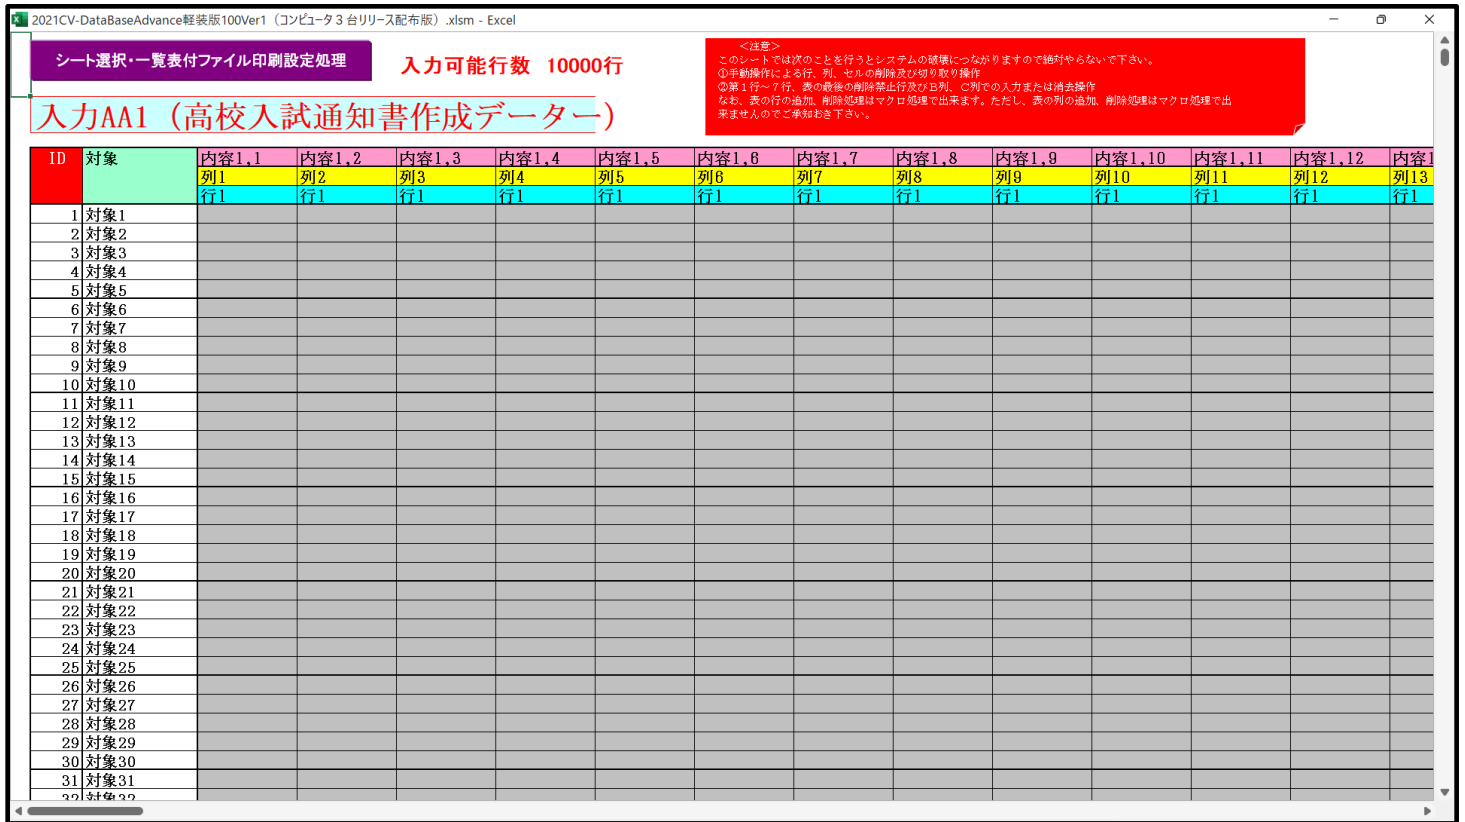 2021CV-DataBaseAdvance軽装版100Ver1（コンピュータ３台リリース配布版）.xlsm - Excel
シート選択・一覧表付ファイル印刷設定処理
入力可能行数 10000行
＜注意＞
このシートでは次のことを行うとシステムの破壊につながりますので絶対やらないで下さい。
①手動操作による行、列、セルの削除及び切り取り操作
②第１行～７行、表の最後の削除禁止行及びＢ列、Ｃ列での入力または消去操作
なお、表の行の追加、削除処理はマクロ処理で出来ます。ただし、表の列の追加、削除処理はマクロ処理で出
来ませんのでご承知おき下さい。
入力AA1（高校入試通知書作成データー）
ID 対象 内容1,1 内容1,2 内容1,3 内容1,4 内容1,5 内容1,6 内容1,7 内容1,8 内容1,9 内容1,10 内容1,11 内容1,12 内容1
列1 列2 列3 列4 列5 列6 列7 列8 列9 列10 列11 列12 列13
行1 行1 行1 行1 行1 行1 行1 行1 行1 行1 行1 行1 行1
1 対象1
2 対象2
3 対象3
4 対象4
5 対象5
6 対象6
7 対象7
8 対象8
9 対象9
10 対象10
11 対象11
12 対象12
13 対象13
14 対象14
15 対象15
16 対象16
17 対象17
18 対象18
19 対象19
20 対象20
21 対象21
22 対象22
23 対象23
24 対象24
25 対象25
26 対象26
27 対象27
28 対象28
29 対象29
30 対象30
31 対象31
32 対象32